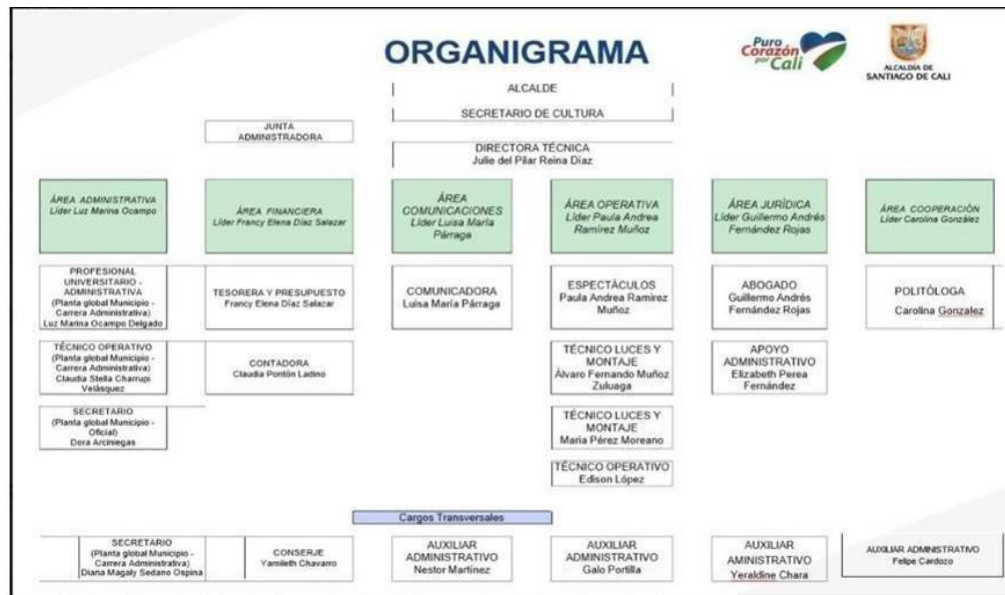 ORGANIGRAMA
Puro
Corazón
por Cali
ALCALDÍA DE
SANTIAGO DE CALI
ALCALDE
SECRETARIO DE CULTURA
JUNTA
ADMINISTRADORA
DIRECTORA TÉCNICA
Julie del Pilar Reina Díaz
ÁREA ADMINISTRATIVA
Líder Luz Marina Ocampo
ÁREA FINANCIERA
Líder Francy Elena Díaz Salazar
ÁREA
COMUNICACIONES
Líder Luisa María
Párraga
ÁREA OPERATIVA
Líder Paula Andrea
Ramírez Muñoz
ÁREA JURÍDICA
Líder Guillermo Andrés
Fernández Rojas
ÁREA COOPERACIÓN
Líder Carolina González
PROFESIONAL
UNIVERSITARIO -
ADMINISTRATIVA
(Planta global Municipio -
Carrera Administrativa)
Luz Marina Ocampo Delgado
TESORERA Y PRESUPUESTO
Francy Elena Díaz Salazar
COMUNICADORA
Luisa María Párraga
ESPECTÁCULOS
Paula Andrea Ramírez
Muñoz
ABOGADO
Guillermo Andrés
Fernández Rojas
POLITÓLOGA
Carolina González
TÉCNICO OPERATIVO
(Planta global Municipio -
Carrera Administrativa)
Claudia Stella Charrupi
Velásquez
CONTADORA
Claudia Pontón Ladino
TÉCNICO LUCES Y
MONTAJE
Álvaro Fernando Muñoz
Zuluaga
APOYO
ADMINISTRATIVO
Elizabeth Perea
Fernández
SECRETARIO
(Planta global Municipio -
Oficial)
Dora Arciniegas
TÉCNICO LUCES Y
MONTAJE
María Pérez Moreano
TÉCNICO OPERATIVO
Edison López
Cargos Transversales
SECRETARIO
(Planta global Municipio -
Carrera Administrativa)
Diana Magaly Sedano Ospina
CONSERJE
Yamileth Chavarro
AUXILIAR
ADMINISTRATIVO
Nestor Martínez
AUXILIAR
ADMINISTRATIVO
Galo Portilla
AUXILIAR
AMINISTRATIVO
Yeraldine Chara
AUXILIAR ADMINISTRATIVO
Felipe Cardozo